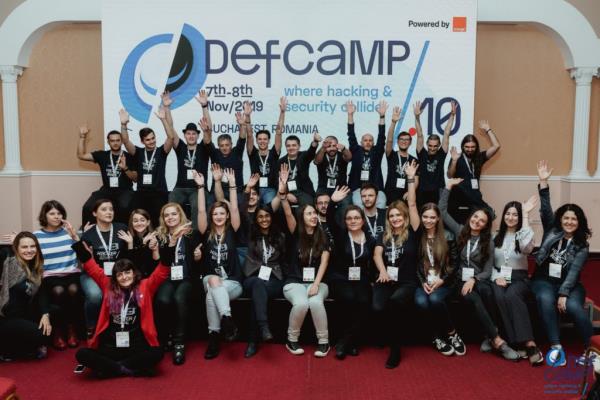 Powered by
DefCaMP
7th-8th
Nov/2019
where hacking &
security collide
BUCHAREST, ROMANIA
/10